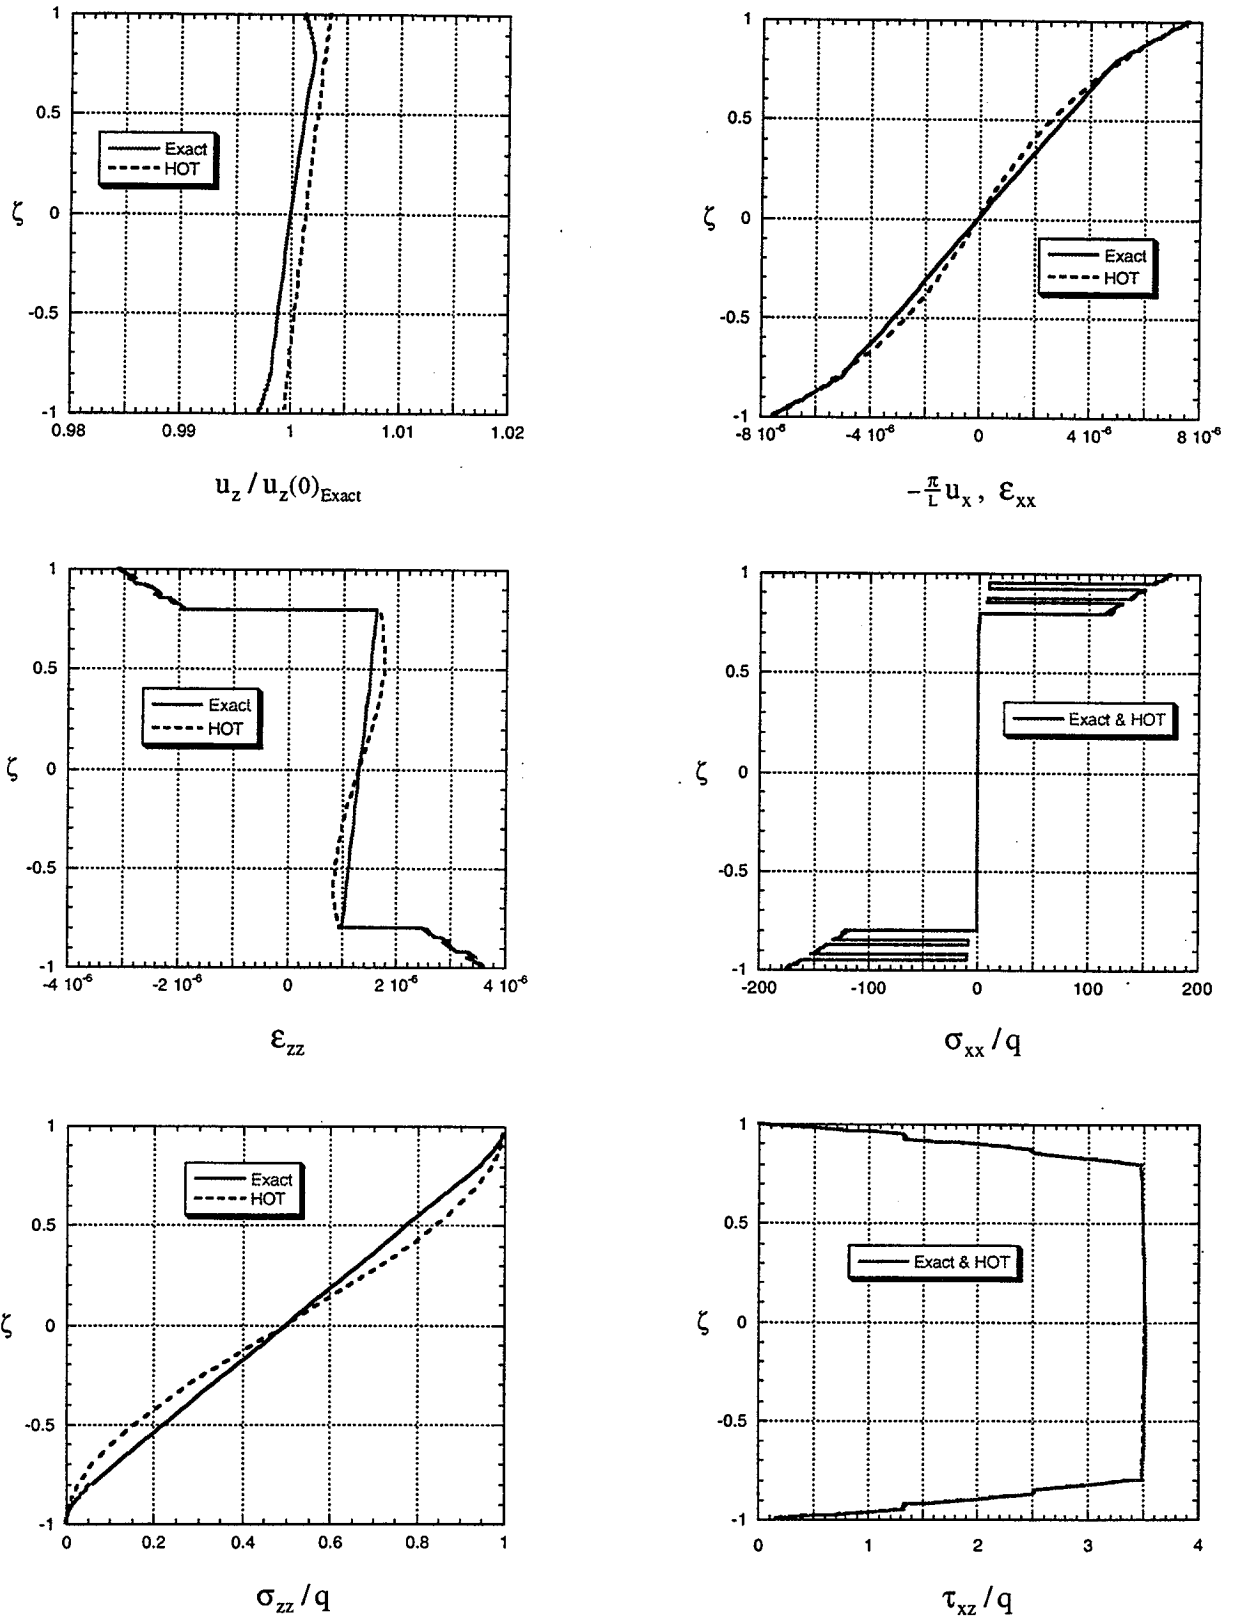 1
0.5
ζ
0
-0.5
-1
Exact
HOT
0.98 0.99 1 1.01 1.02
u_z / u_z(0)_Exact
1
0.5
ζ
0
-0.5
-1
Exact
HOT
-8 10^-6 -4 10^-6 0 4 10^-6 8 10^-6
-π/L u_x , ε_xx
1
0.5
ζ
0
-0.5
-1
Exact
HOT
-4 10^-6 -2 10^-6 0 2 10^-6 4 10^-6
ε_zz
1
0.5
ζ
0
-0.5
-1
Exact & HOT
-200 -100 0 100 200
σ_xx / q
1
0.5
ζ
0
-0.5
-1
Exact
HOT
0 0.2 0.4 0.6 0.8 1
σ_zz / q
1
0.5
ζ
0
-0.5
-1
Exact & HOT
0 1 2 3 4
τ_xz / q